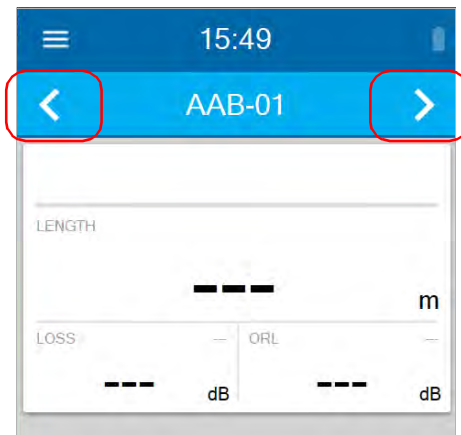 15:49
AAB-01
LENGTH
--- m
LOSS --- ORL ---
--- dB --- dB